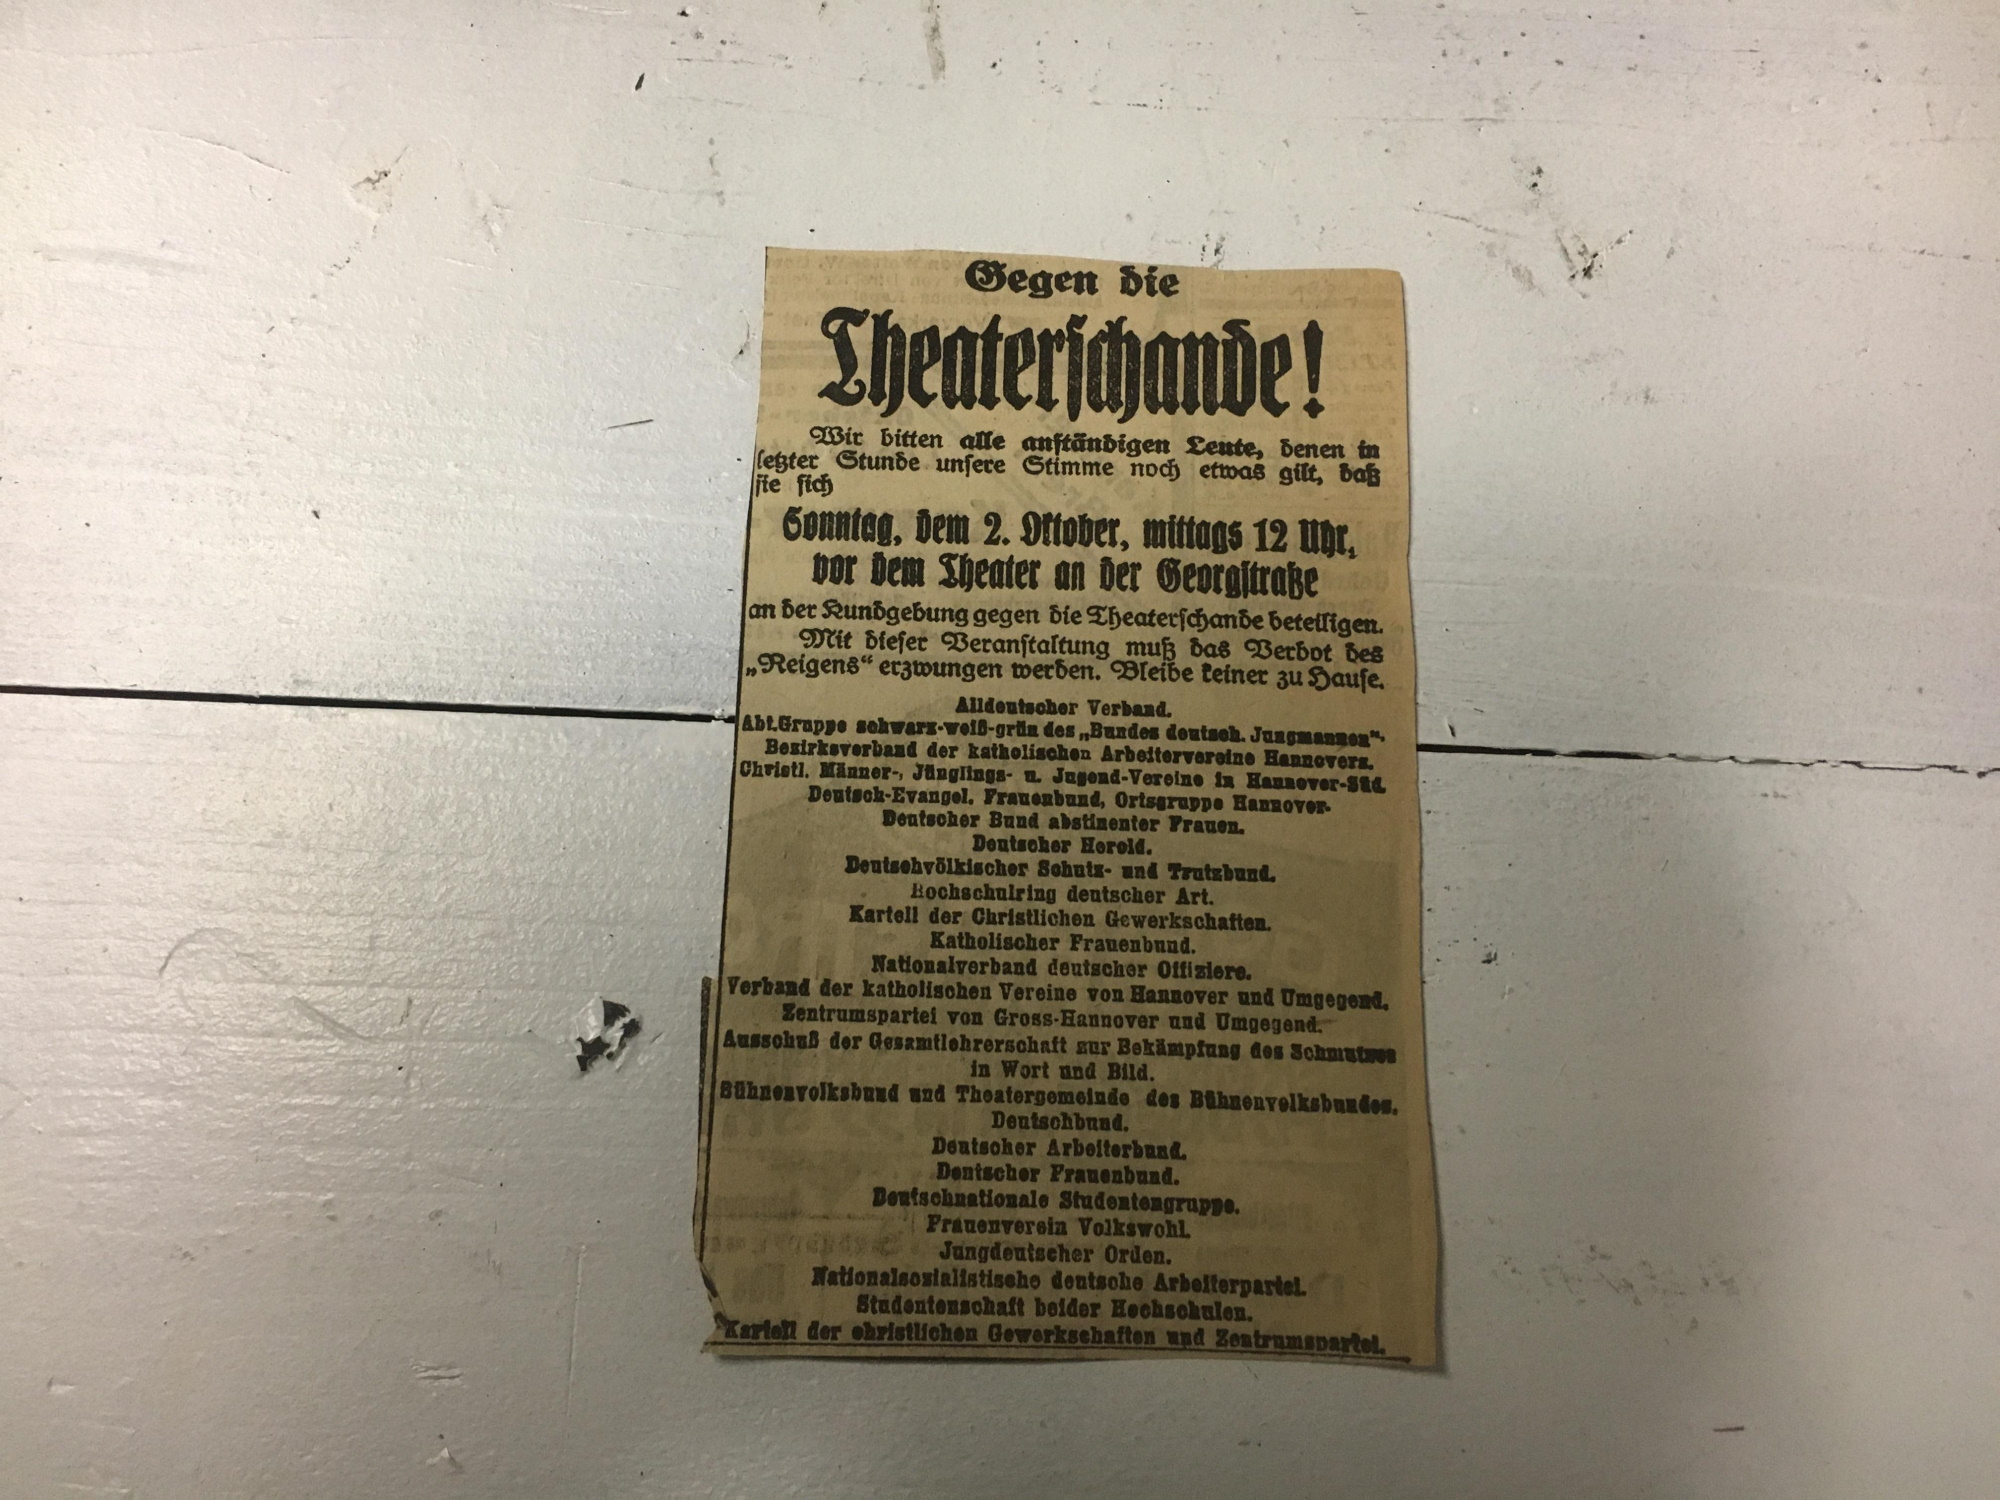 Gegen die
Theaterschande!
Wir bitten alle anständigen Leute, denen in
letzter Stunde unsere Stimme noch etwas gilt, daß
sie sich
Sonntag, dem 2. Oktober, mittags 12 Uhr,
vor dem Theater an der Georgstraße
an der Kundgebung gegen die Theaterschande beteiligen.
Mit dieser Veranstaltung muß das Verbot des
„Reigens“ erzwungen werden. Bleibe keiner zu Hause.
Alldeutscher Verband.
Abt.Gruppe schwarz-weiß-grün des „Bundes deutsch. Jungmannen“.
Bezirksverband der katholischen Arbeitervereine Hannovers.
Christl. Männer-, Jünglings- u. Jugend-Vereine in Hannover-Süd.
Deutsch-Evangel. Frauenbund, Ortsgruppe Hannover.
Deutscher Bund abstinenter Frauen.
Deutscher Herold.
Deutschvölkischer Schutz- und Trutzbund.
Hochschulring deutscher Art.
Kartell der Christlichen Gewerkschaften.
Katholischer Frauenbund.
Nationalverband deutscher Offiziere.
Verband der katholischen Vereine von Hannover und Umgegend.
Zentrumspartei von Gross-Hannover und Umgegend.
Ausschuß der Gesamtlehrerschaft zur Bekämpfung des Schmutzes
in Wort und Bild.
Bühnenvolksbund und Theatergemeinde des Bühnenvolksbundes.
Deutschbund.
Deutscher Arbeiterbund.
Deutscher Frauenbund.
Deutschnationale Studentengruppe.
Frauenverein Volkswohl.
Jungdeutscher Orden.
Nationalsozialistische deutsche Arbeiterpartei.
Studentenschaft beider Hochschulen.
Kartell der christlichen Gewerkschaften und Zentrumspartei.